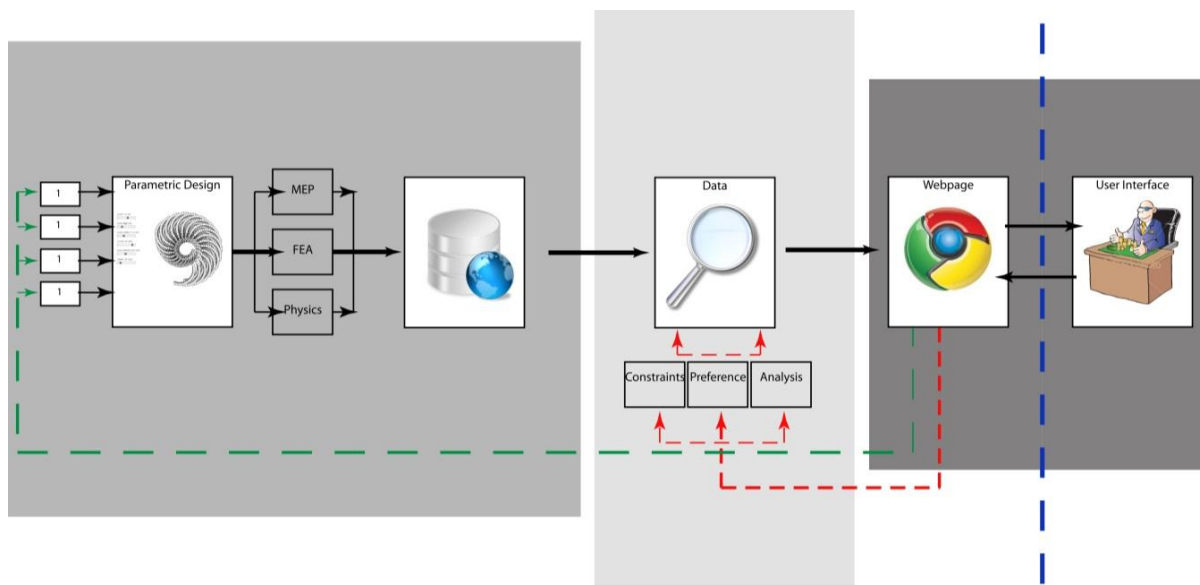 1
1
1
1
Parametric Design
MEP
FEA
Physics
Data
Constraints
Preference
Analysis
Webpage
User Interface